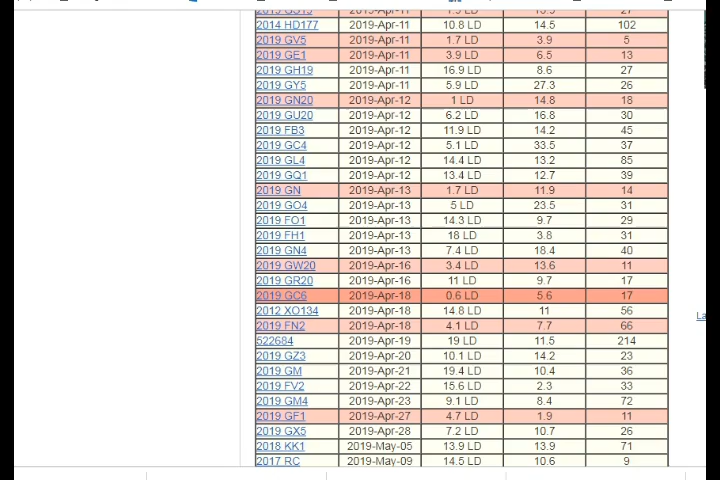 2014 HD177 2019-Apr-11 10.8 LD 14.5 102
2019 GV5 2019-Apr-11 1.7 LD 3.9 5
2019 GE1 2019-Apr-11 3.9 LD 6.5 13
2019 GH19 2019-Apr-11 16.9 LD 8.6 27
2019 GY5 2019-Apr-11 5.9 LD 27.3 26
2019 GN20 2019-Apr-12 1 LD 14.8 18
2019 GU20 2019-Apr-12 6.2 LD 16.8 30
2019 FB3 2019-Apr-12 11.9 LD 14.2 45
2019 GC4 2019-Apr-12 5.1 LD 33.5 37
2019 GL4 2019-Apr-12 14.4 LD 13.2 85
2019 GQ1 2019-Apr-12 13.4 LD 12.7 39
2019 GN 2019-Apr-13 1.7 LD 11.9 14
2019 GO4 2019-Apr-13 5 LD 23.5 31
2019 FO1 2019-Apr-13 14.3 LD 9.7 29
2019 FH1 2019-Apr-13 18 LD 3.8 31
2019 GN4 2019-Apr-13 7.4 LD 18.4 40
2019 GW20 2019-Apr-16 3.4 LD 13.6 11
2019 GR20 2019-Apr-16 11 LD 9.7 17
2019 GC6 2019-Apr-18 0.6 LD 5.6 17
2012 XO134 2019-Apr-18 14.8 LD 11 56
2019 FN2 2019-Apr-18 4.1 LD 7.7 66
522684 2019-Apr-19 19 LD 11.5 214
2019 GZ3 2019-Apr-20 10.1 LD 14.2 23
2019 GM 2019-Apr-21 19.4 LD 10.4 36
2019 FV2 2019-Apr-22 15.6 LD 2.3 33
2019 GM4 2019-Apr-23 9.1 LD 8.4 72
2019 GF1 2019-Apr-27 4.7 LD 1.9 11
2019 GX5 2019-Apr-28 7.2 LD 10.7 26
2018 KK1 2019-May-05 13.9 LD 13.9 71
2017 RC 2019-May-09 14.5 LD 10.6 9